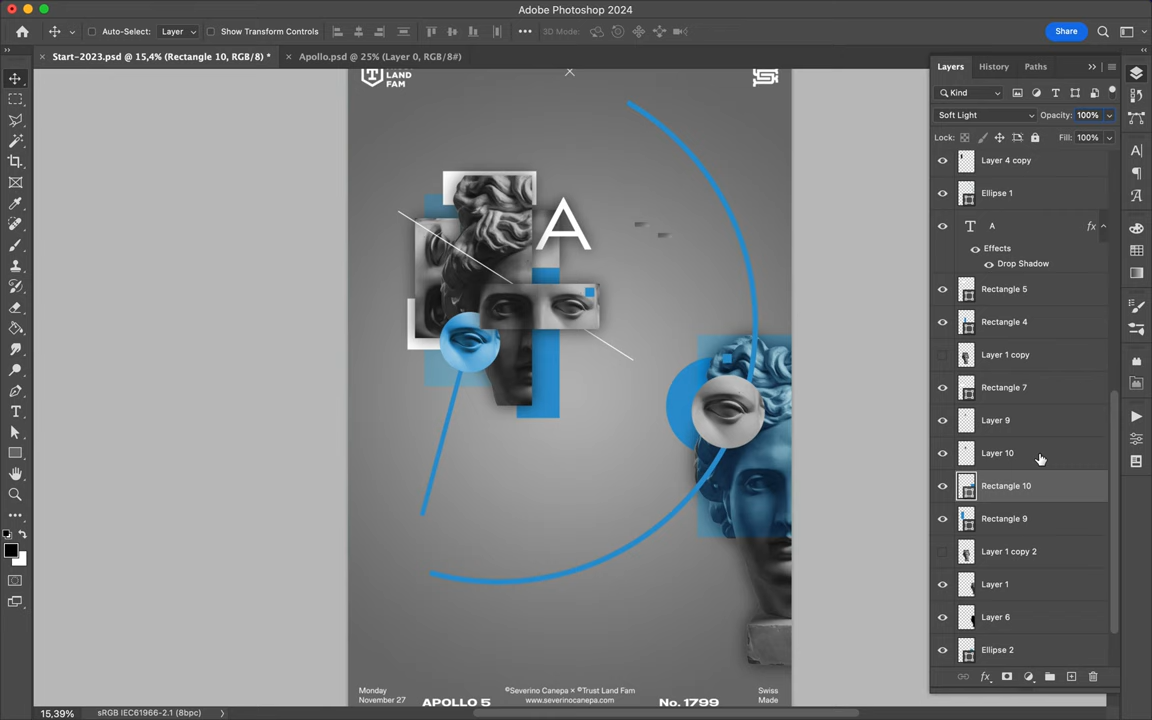 Adobe Photoshop 2024
Auto-Select: Layer Show Transform Controls 3D Mode: Share
Start-2023.psd @ 15,4% (Rectangle 10, RGB/8) * Apollo.psd @ 25% (Layer 0, RGB/8#)
Layers History Paths
Kind
Soft Light Opacity: 100%
Lock: Fill: 100%
LAND
FAM
Layer 4 copy
Ellipse 1
A fx
Effects
Drop Shadow
Rectangle 5
Rectangle 4
Layer 1 copy
Rectangle 7
Layer 9
Layer 10
Rectangle 10
Rectangle 9
Layer 1 copy 2
Layer 1
Layer 6
Ellipse 2
A
Monday
November 27
APOLLO 5
©Severino Canepa × ©Trust Land Fam
www.severinocanepa.com
No. 1799
Swiss
Made
15,39% sRGB IEC61966-2.1 (8bpc)